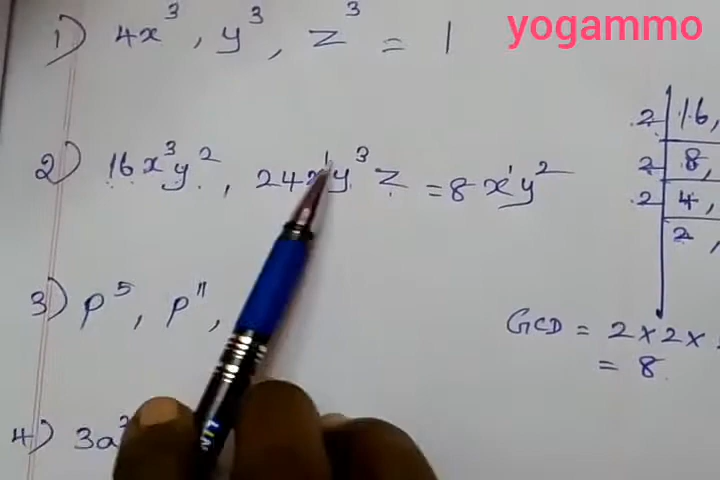 yogammo
1) 4x³, y³, z³ = 1
2) 16x³y², 24x¹y³z = 8x¹y²
3) p⁵, p¹¹,
4) 3a
2 | 16,
2 | 8,
2 | 4,
2,
GCD = 2 × 2 ×
= 8.